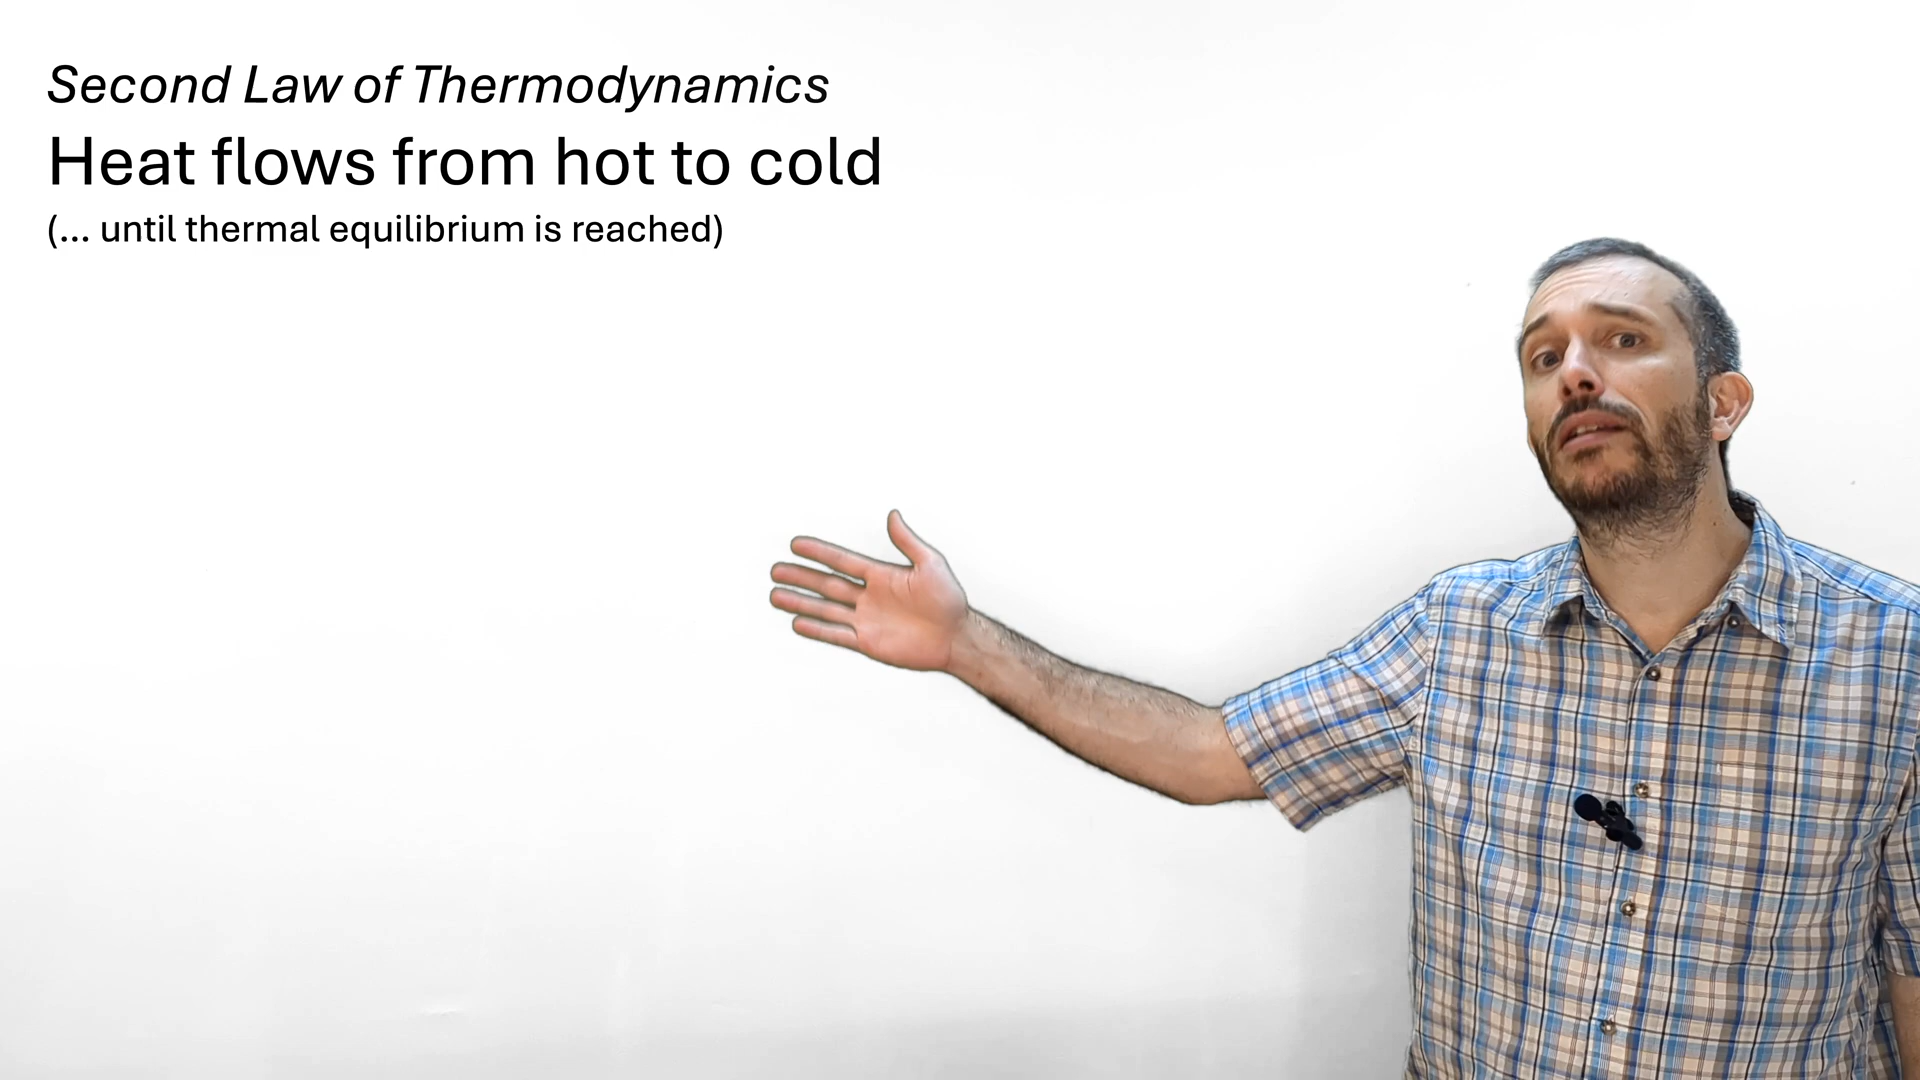 Second Law of Thermodynamics
Heat flows from hot to cold
(... until thermal equilibrium is reached)